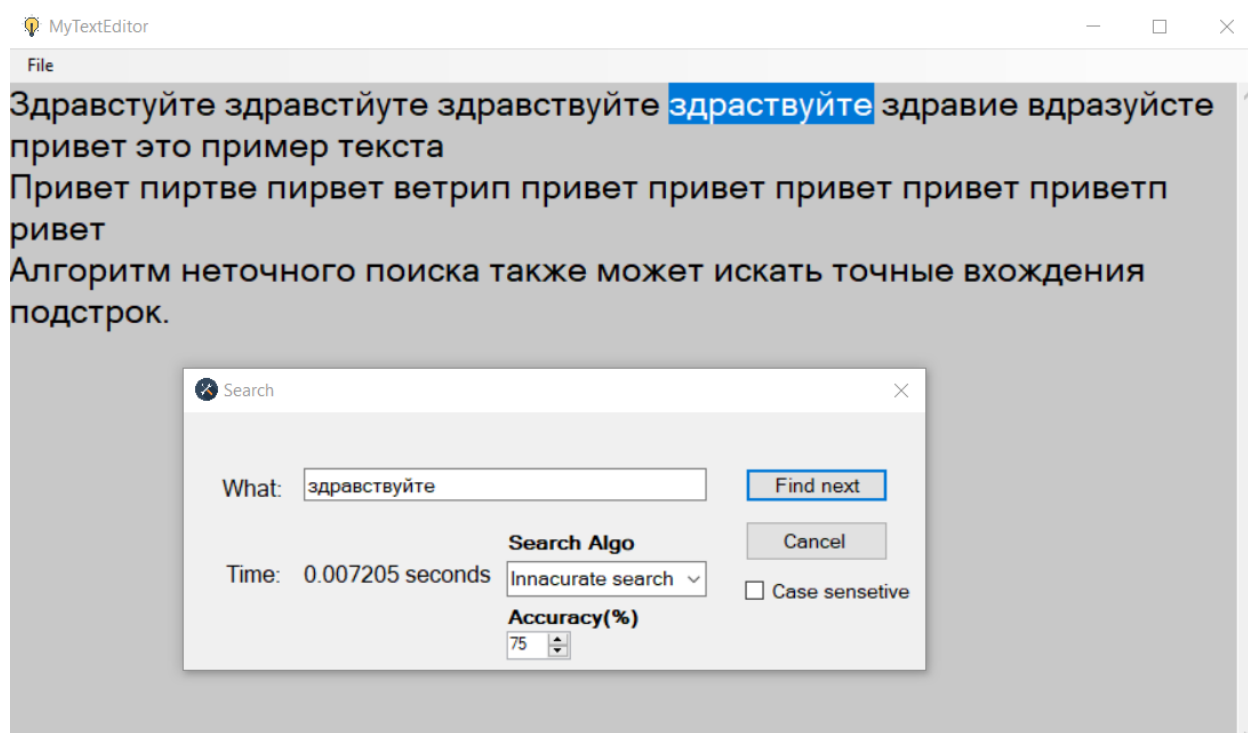 MyTextEditor
File
Здравстуйте здравстйуте здравствуйте здраствуйте здравие вдразуйсте
привет это пример текста
Привет пиртве пирвет ветрип привет привет привет привет приветп
ривет
Алгоритм неточного поиска также может искать точные вхождения
подстрок.
Search
What: здравствуйте Find next
Search Algo Cancel
Time: 0.007205 seconds Innacurate search Case sensetive
Accuracy(%)
75